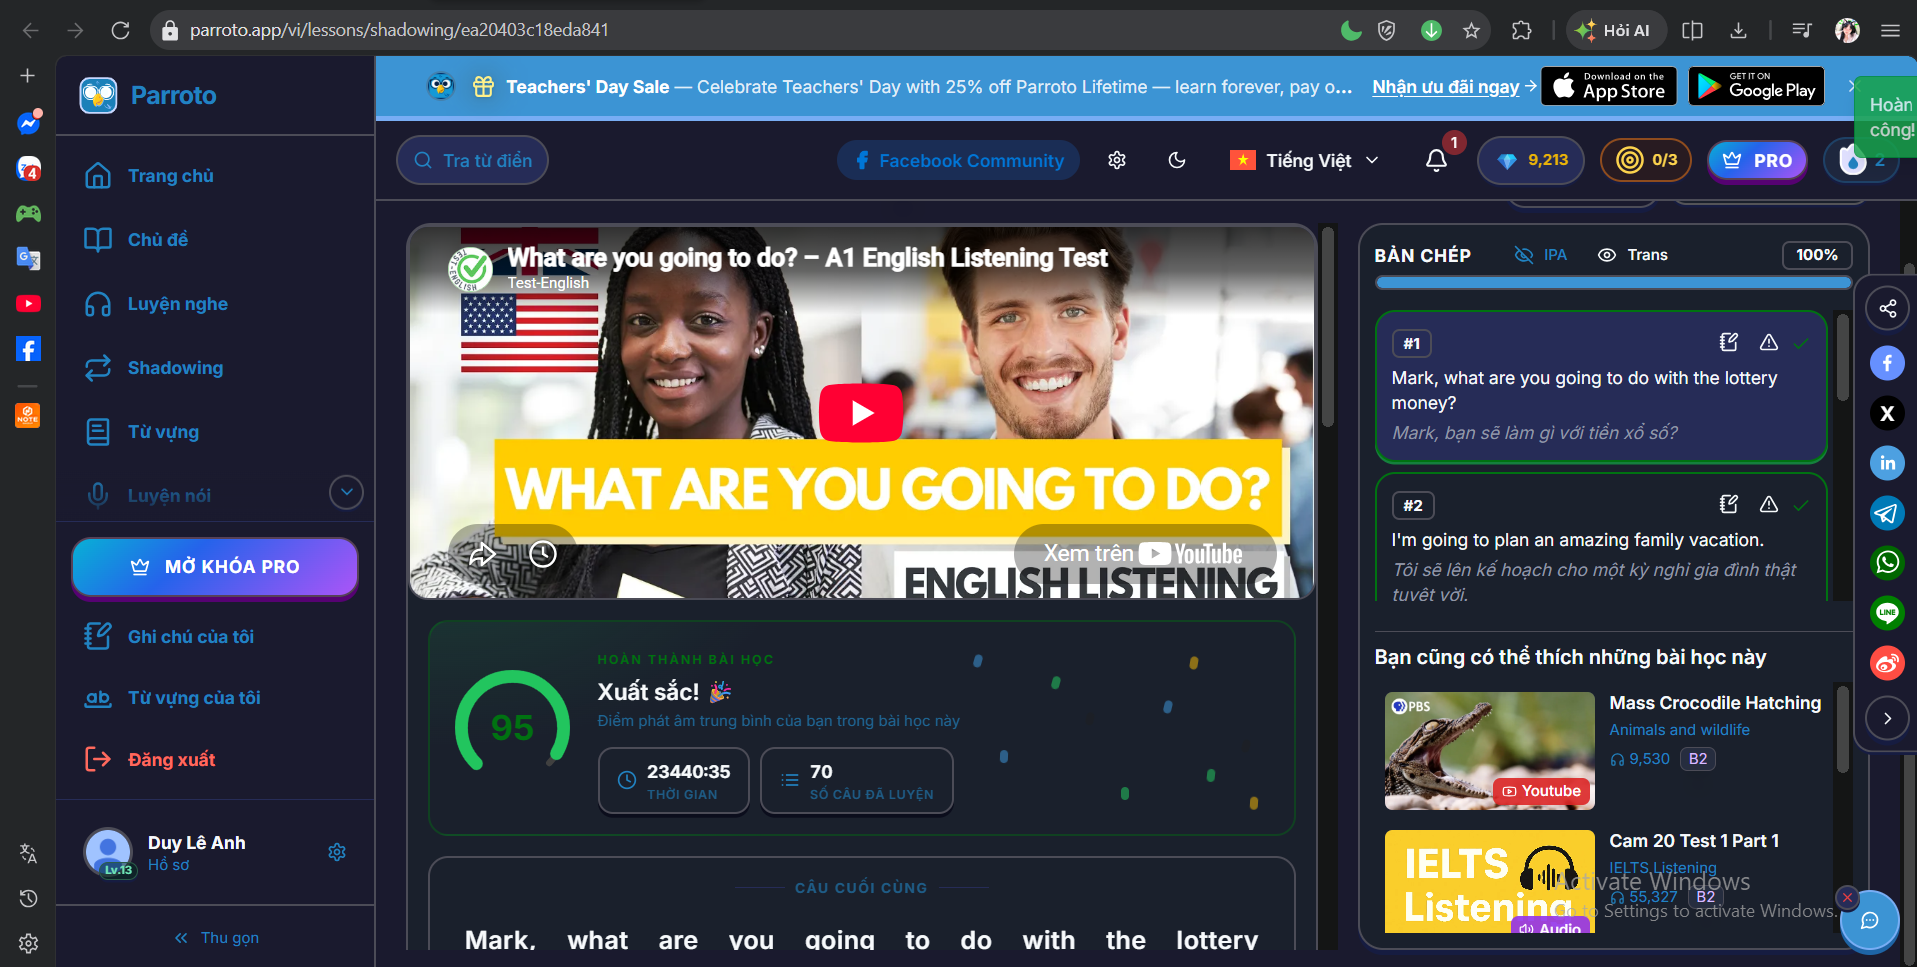 parroto.app/vi/lessons/shadowing/ea20403c18eda841
Hỏi AI
Parroto
Teachers' Day Sale — Celebrate Teachers' Day with 25% off Parroto Lifetime — learn forever, pay o...
Nhận ưu đãi ngay
Download on the
App Store
GET IT ON
Google Play
Hoàn
công!
Tra từ điển
Facebook Community
Tiếng Việt
1
9,213
0/3
PRO
2
4
NOTE
Trang chủ
Chủ đề
Luyện nghe
Shadowing
Từ vựng
Luyện nói
MỞ KHÓA PRO
Ghi chú của tôi
Từ vựng của tôi
Đăng xuất
Duy Lê Anh
Hồ sơ
Lv.13
Thu gọn
TEST-ENGLISH
What are you going to do? – A1 English Listening Test
Test-English
WHAT ARE YOU GOING TO DO?
Xem trên YouTube
ENGLISH LISTENING
HOÀN THÀNH BÀI HỌC
95
Xuất sắc! 🎉
Điểm phát âm trung bình của bạn trong bài học này
23440:35
THỜI GIAN
70
SỐ CÂU ĐÃ LUYỆN
CÂU CUỐI CÙNG
Mark, what are you going to do with the lottery
BẢN CHÉP
IPA
Trans
100%
#1
Mark, what are you going to do with the lottery
money?
Mark, bạn sẽ làm gì với tiền xổ số?
#2
I'm going to plan an amazing family vacation.
Tôi sẽ lên kế hoạch cho một kỳ nghỉ gia đình thật
tuyệt vời.
Bạn cũng có thể thích những bài học này
PBS
Youtube
Mass Crocodile Hatching
Animals and wildlife
9,530
B2
IELTS
Listening
Audio
Cam 20 Test 1 Part 1
IELTS Listening
55,327
B2
Activate Windows
Go to Settings to activate Windows.
LINE